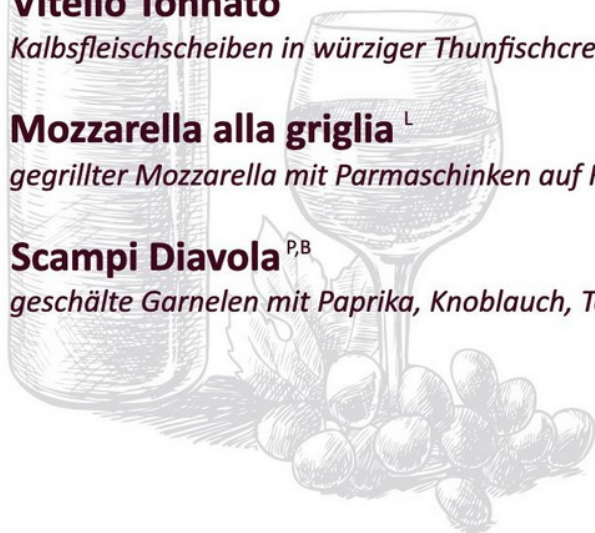 Vitello Tonnato
Kalbsfleischscheiben in würziger Thunfischcre
Mozzarella alla griglia L
gegrillter Mozzarella mit Parmaschinken auf
Scampi Diavola P,B
geschälte Garnelen mit Paprika, Knoblauch,